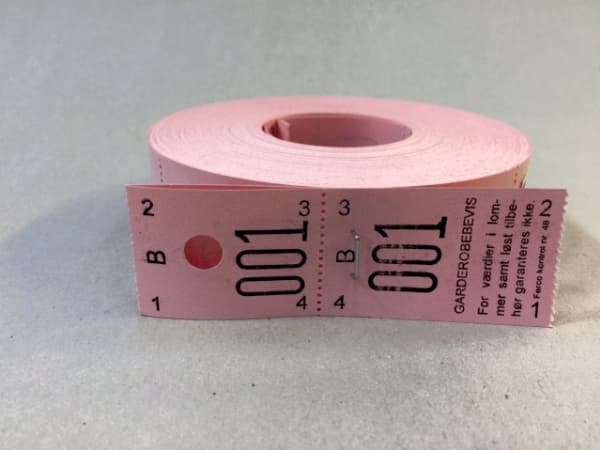 2
3
B
001
1
4
3
2
B
001
4
1
GARDEROBEBEVIS
For værdier i lom-
mer samt løst tilbe-
hør garanteres ikke.
Ferco kontrol nr 48